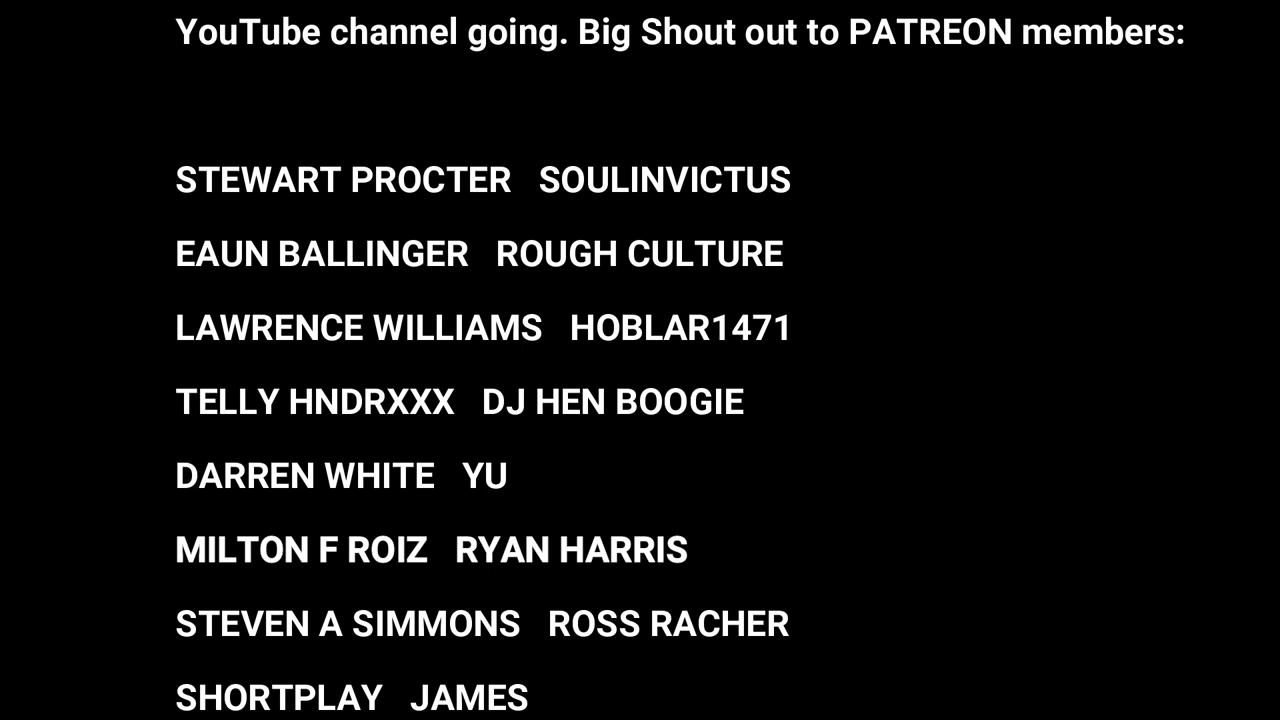 YouTube channel going. Big Shout out to PATREON members:
STEWART PROCTER   SOULINVICTUS
EAUN BALLINGER   ROUGH CULTURE
LAWRENCE WILLIAMS   HOBLAR1471
TELLY HNDRXXX   DJ HEN BOOGIE
DARREN WHITE   YU
MILTON F ROIZ   RYAN HARRIS
STEVEN A SIMMONS   ROSS RACHER
SHORTPLAY   JAMES